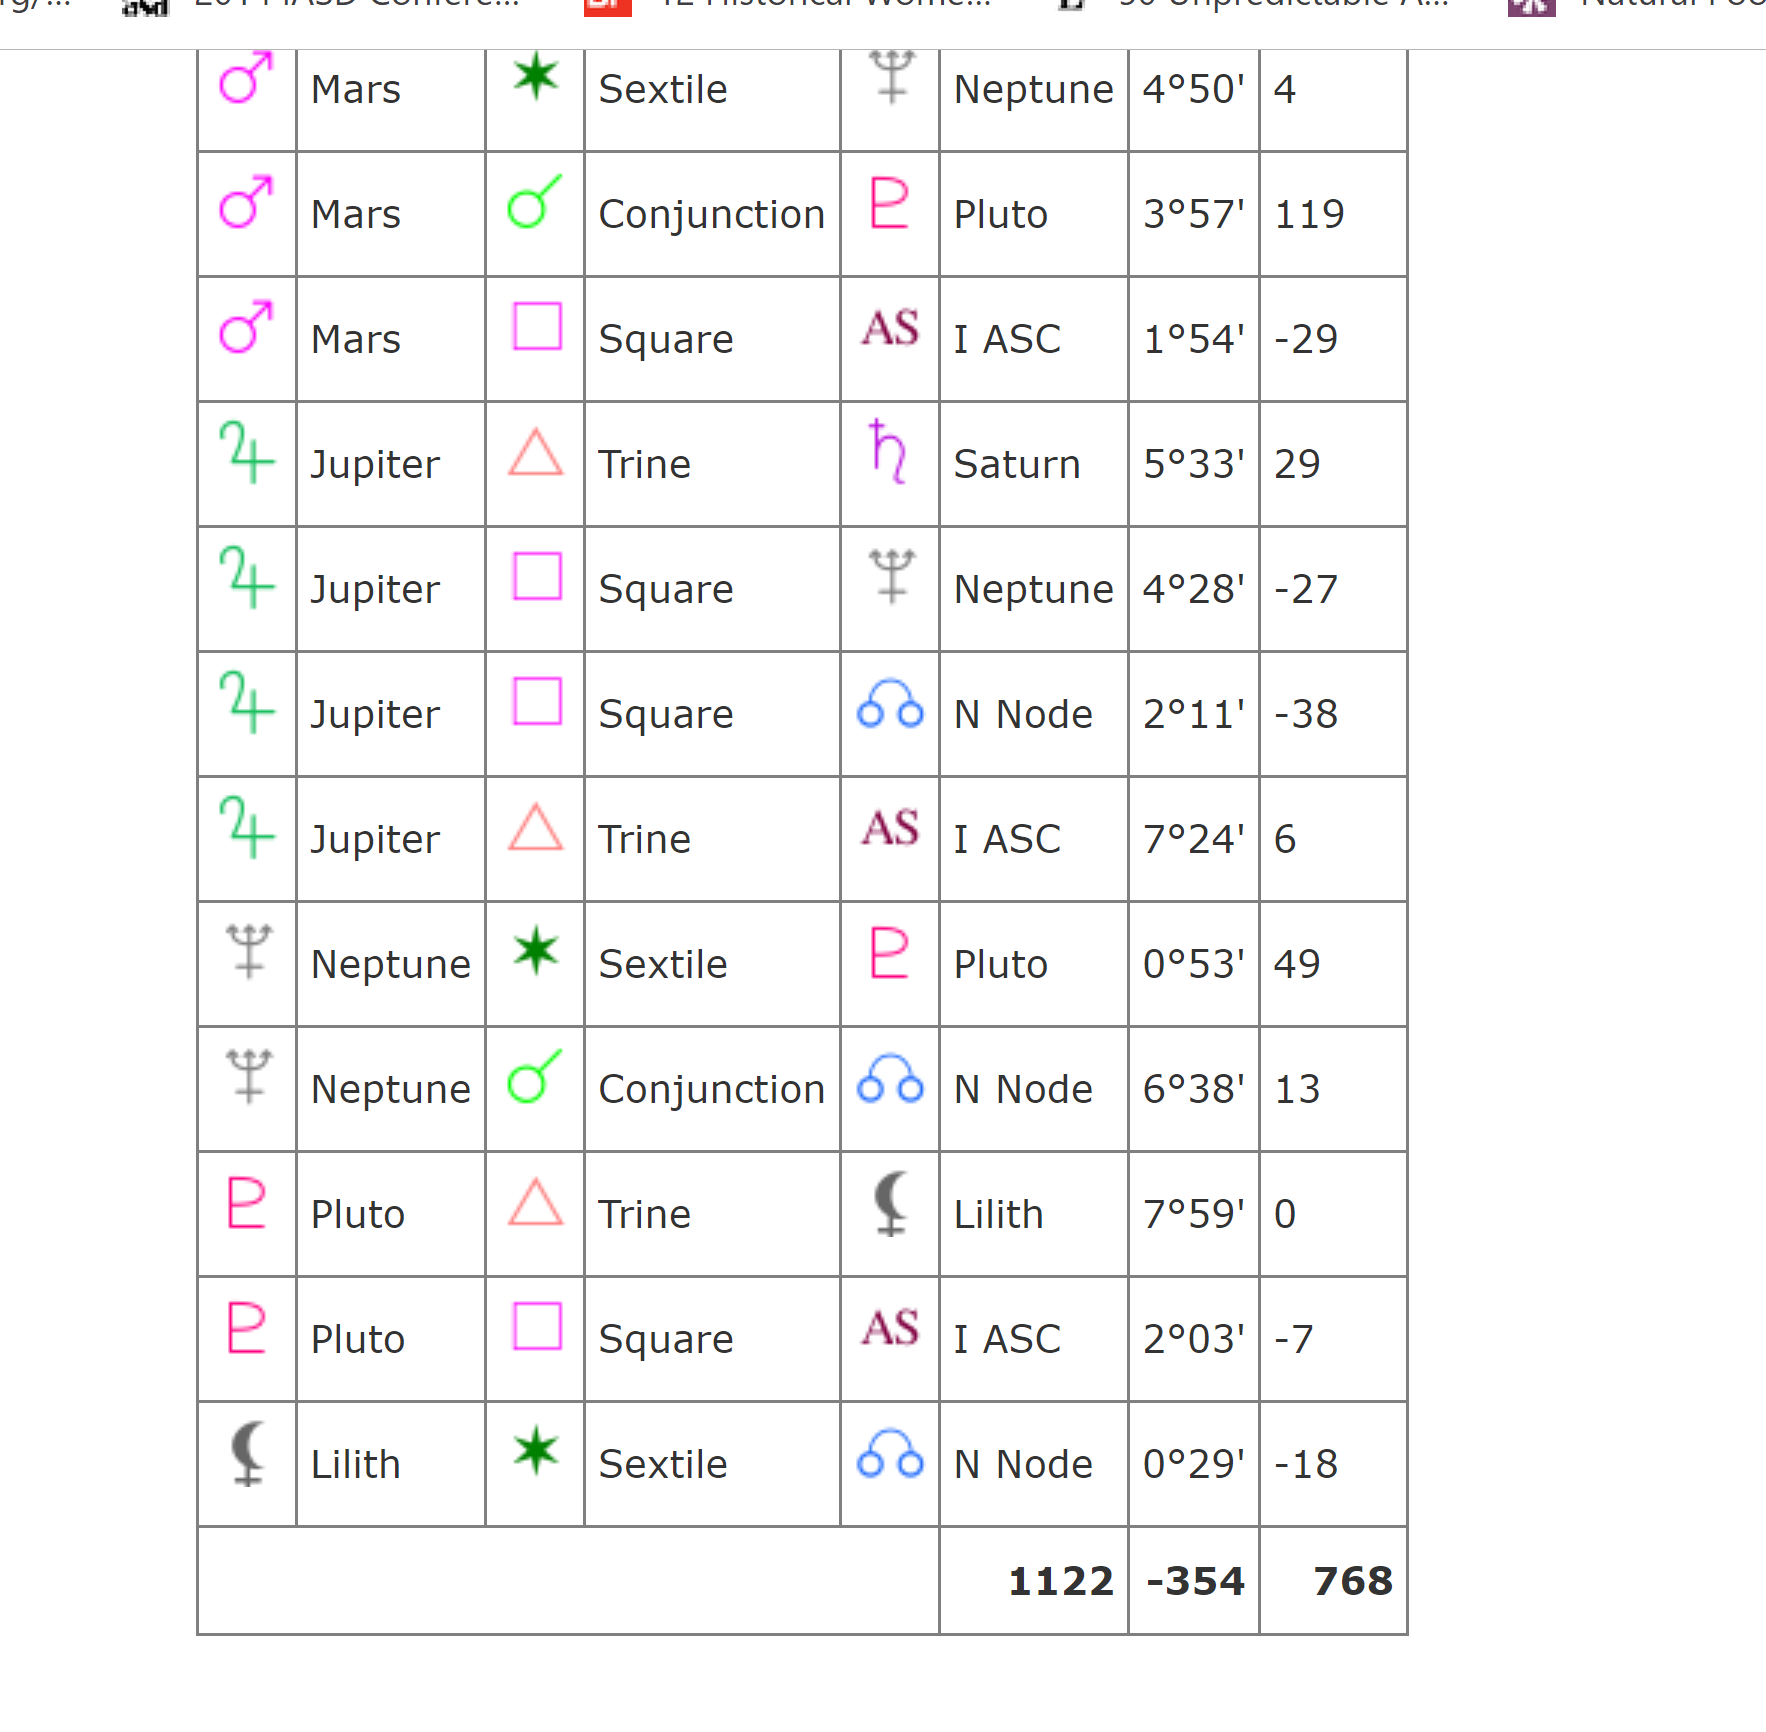 Mars Sextile Neptune 4°50' 4
Mars Conjunction Pluto 3°57' 119
Mars Square AS I ASC 1°54' -29
Jupiter Trine Saturn 5°33' 29
Jupiter Square Neptune 4°28' -27
Jupiter Square N Node 2°11' -38
Jupiter Trine AS I ASC 7°24' 6
Neptune Sextile Pluto 0°53' 49
Neptune Conjunction N Node 6°38' 13
Pluto Trine Lilith 7°59' 0
Pluto Square AS I ASC 2°03' -7
Lilith Sextile N Node 0°29' -18
1122 -354 768